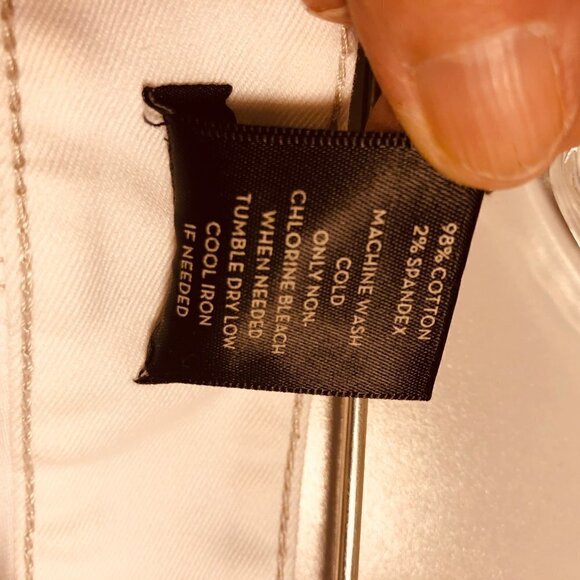 98% COTTON
2% SPANDEX
MACHINE WASH
COLD
ONLY NON-
CHLORINE BLEACH
WHEN NEEDED
TUMBLE DRY LOW
COOL IRON
IF NEEDED